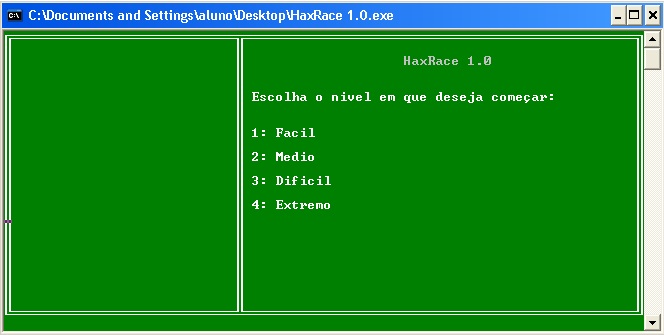 C:\Documents and Settings\aluno\Desktop\HaxRace 1.0.exe
HaxRace 1.0
Escolha o nivel em que deseja começar:
1: Facil
2: Medio
3: Dificil
4: Extremo